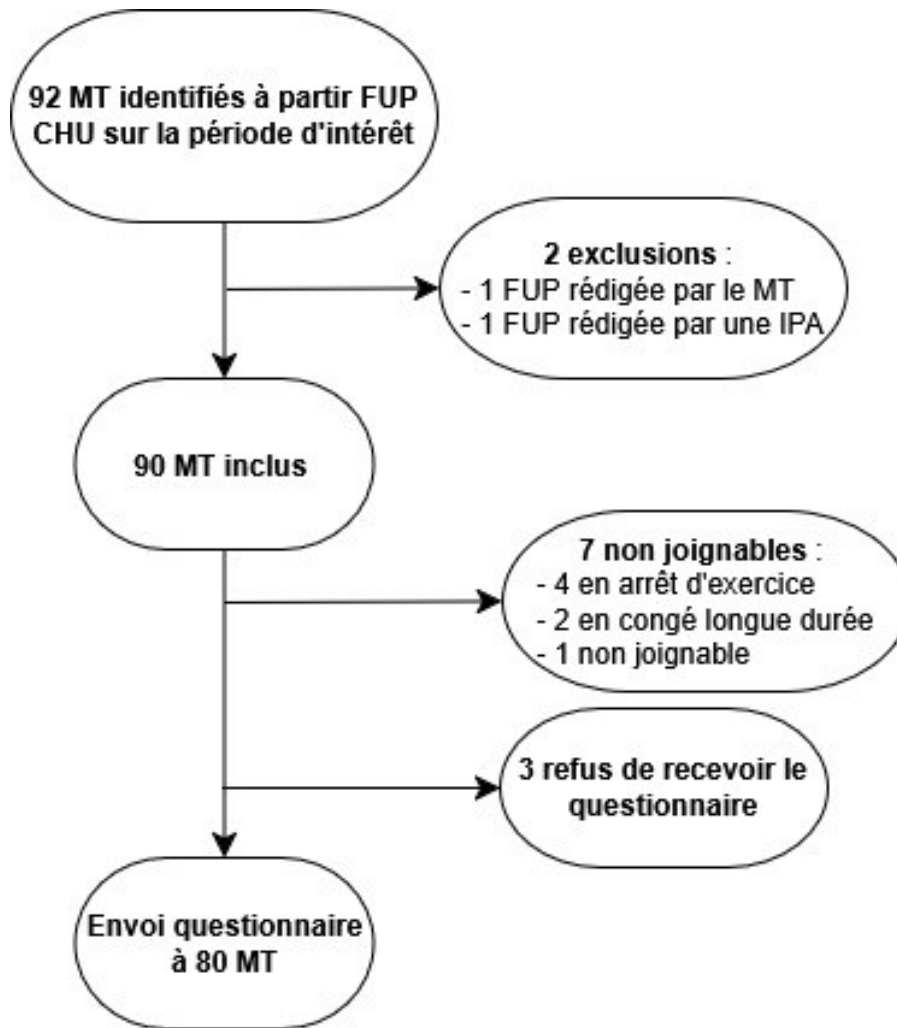 92 MT identifiés à partir FUP
CHU sur la période d'intérêt
2 exclusions :
- 1 FUP rédigée par le MT
- 1 FUP rédigée par une IPA
90 MT inclus
7 non joignables :
- 4 en arrêt d'exercice
- 2 en congé longue durée
- 1 non joignable
3 refus de recevoir le
questionnaire
Envoi questionnaire
à 80 MT